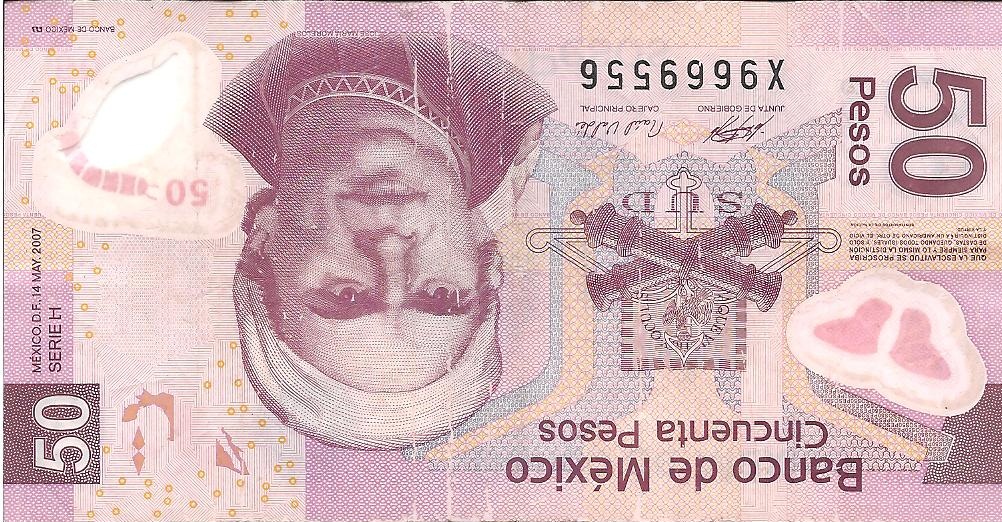 Banco de México
Cincuenta Pesos
50
Pesos
50
MÉXICO, D.F. 14 MAY. 2007
SERIE H
QUE LA ESCLAVITUD SE PROSCRIBA
PARA SIEMPRE Y LO MISMO LA DISTINCIÓN
DE CASTAS, QUEDANDO TODOS IGUALES, Y SOLO
DISTINGUIRÁ A UN AMERICANO DE OTRO, EL VICIO
Y LA VIRTUD
SUD
JUNTA DE GOBIERNO
CAJERO PRINCIPAL
X9669556
50
JOSÉ MARÍA MORELOS
BANCO DE MÉXICO